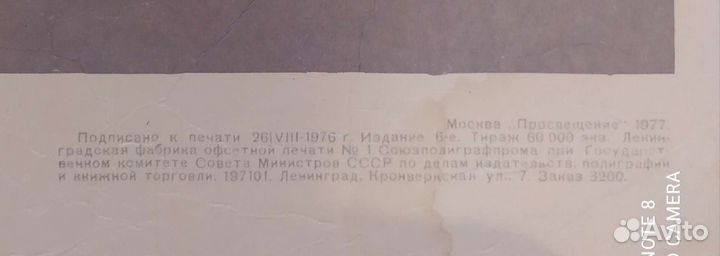 Москва „Просвещение" 1977.
Подписано к печати 26/VIII-1976 г. Издание 6-е. Тираж 60 000 экз. Ленин-
градская фабрика офсетной печати № 1 Союзполиграфпрома при Государст-
венном комитете Совета Министров СССР по делам издательств, полиграфии
и книжной торговли. 197101. Ленинград. Кронверкская ул., 7. Заказ 3200.
NOTE 8
CAMERA
Avito